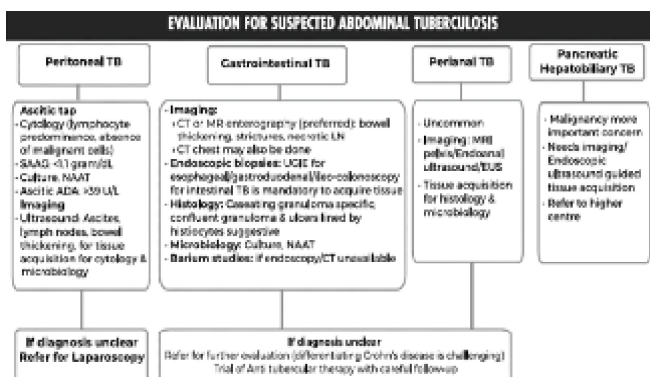 EVALUATION FOR SUSPECTED ABDOMINAL TUBERCULOSIS
Peritoneal TB
Ascitic tap
- Cytology (lymphocyte
predominance, absence
of malignant cells)
- SAAG <1.1 gram/dL
- Culture, NAAT
- Ascitic ADA: >39 U/L
Imaging
- Ultrasound: Ascites,
lymph nodes, bowel
thickening, for tissue
acquisition for cytology &
microbiology
If diagnosis unclear
Refer for Laparoscopy
Gastrointestinal TB
- Imaging:
• CT or MR enterography (preferred): bowel
thickening, strictures, necrotic LN
• CT chest may also be done
- Endoscopic biopsies: UGIE for
esophageal/gastroduodenal/ileo-colonoscopy
for intestinal TB is mandatory to acquire tissue
- Histology: Caseating granuloma specific,
confluent granuloma & ulcers lined by
histiocytes suggestive
- Microbiology: Culture, NAAT
- Barium studies: if endoscopy/CT unavailable
Perianal TB
- Uncommon
- Imaging: MRI
pelvis/Endoanal
ultrasound/EUS
- Tissue acquisition
for histology &
microbiology
Pancreatic
Hepatobiliary TB
- Malignancy more
important concern
- Needs imaging/
Endoscopic
ultrasound guided
tissue acquisition
- Refer to higher
centre
If diagnosis unclear
Refer for further evaluation (differentiating Crohn's disease is challenging)
Trial of Anti tubercular therapy with careful follow-up